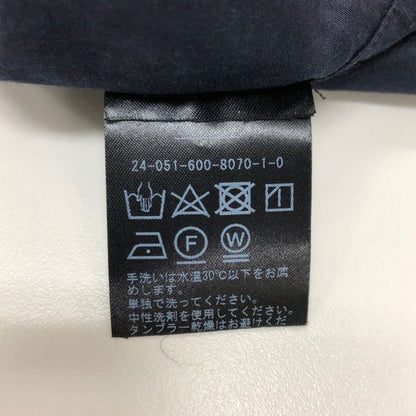 24-051-600-8070-1-0
F W
手洗いは水温30℃以下をお薦
めします。
単独で洗ってください。
中性洗剤を使用してください。
タンブラー乾燥はお避けくだ